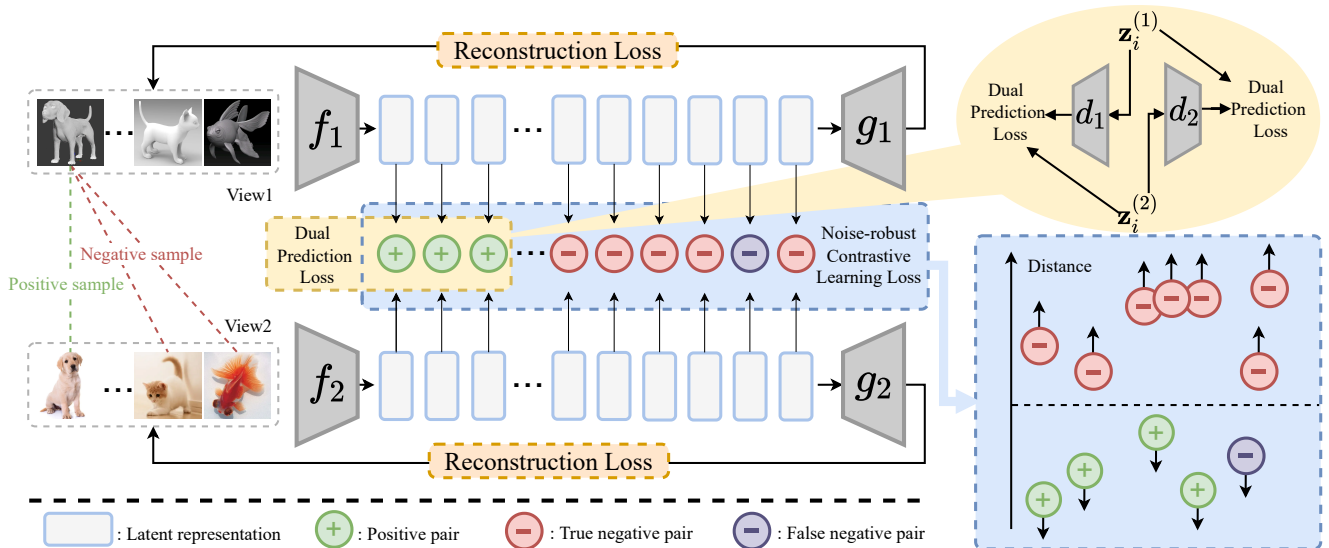 Reconstruction Loss
f₁
...
g₁
View1
Negative sample
Positive sample
Dual
Prediction
Loss
+ + + ... − − − − − −
Noise-robust
Contrastive
Learning Loss
View2
f₂
...
g₂
Reconstruction Loss
z_i^(1)
Dual
Prediction
Loss
d₁
d₂
Dual
Prediction
Loss
z_i^(2)
Distance
: Latent representation
+ : Positive pair
− : True negative pair
− : False negative pair